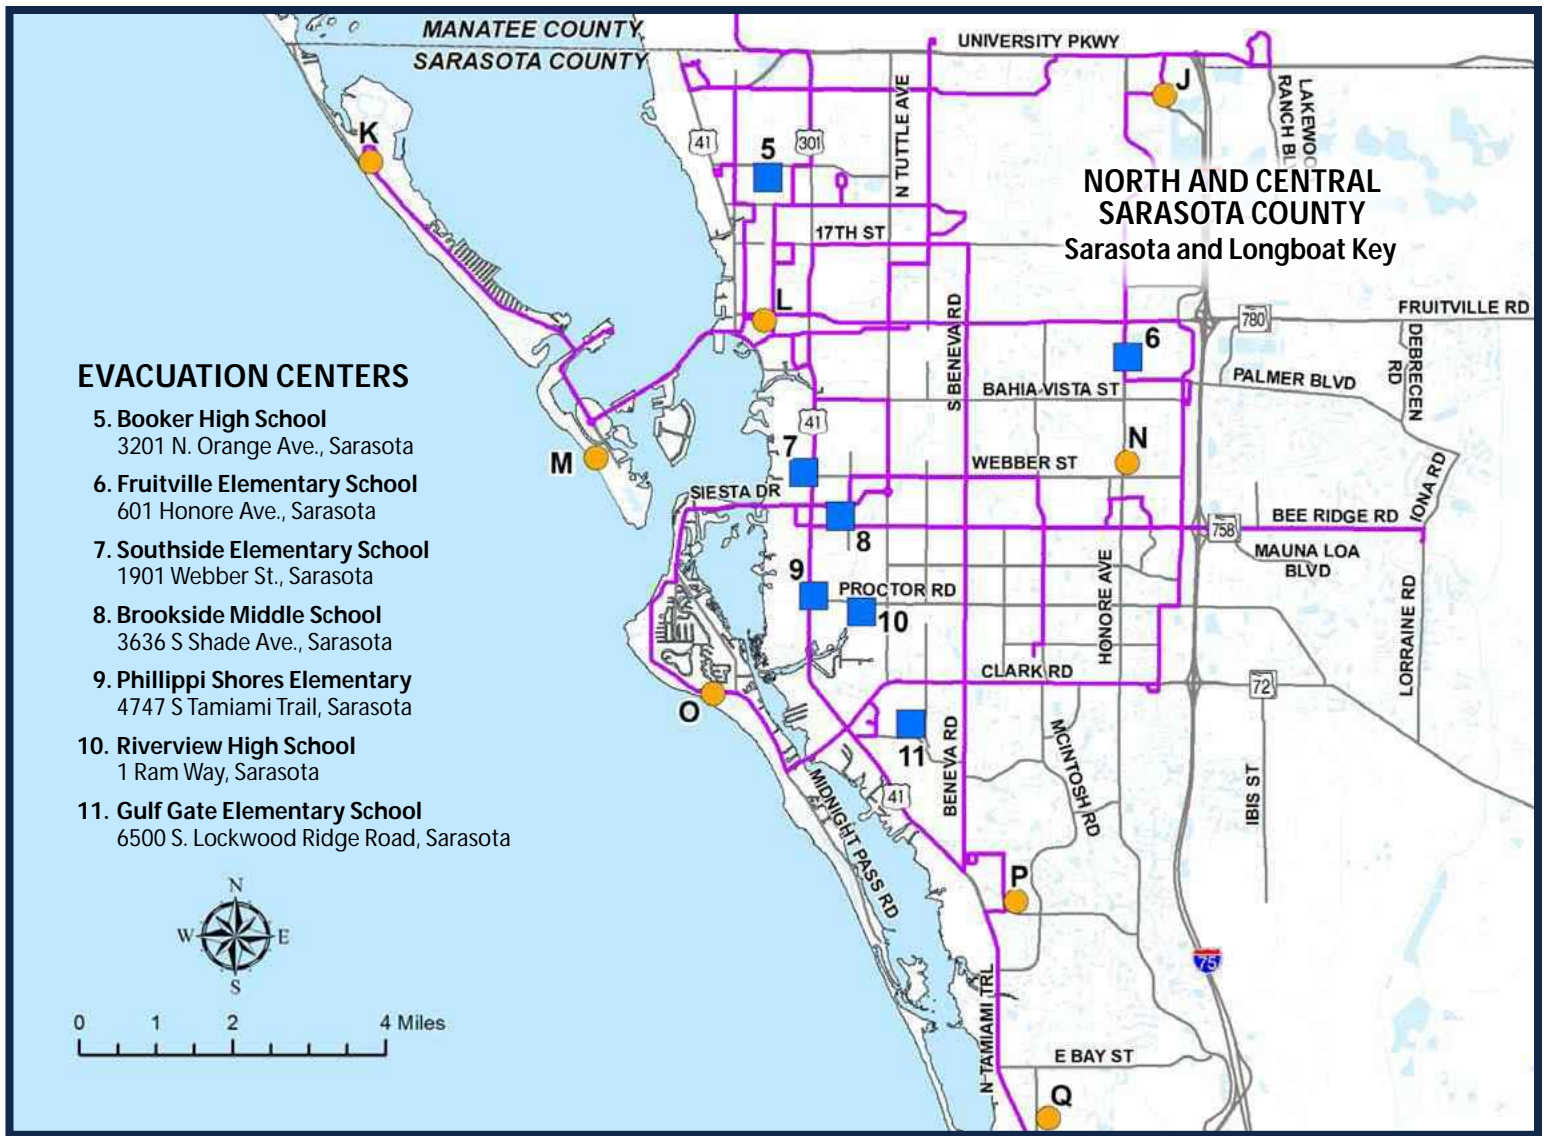 MANATEE COUNTY
SARASOTA COUNTY
UNIVERSITY PKWY
J
K
41
5
301
N TUTTLE AVE
LAKEWOO
RANCH BL
NORTH AND CENTRAL
SARASOTA COUNTY
Sarasota and Longboat Key
17TH ST
L
S BENEVA RD
FRUITVILLE RD
780
6
DEBRECEN
RD
PALMER BLVD
BAHIA VISTA ST
EVACUATION CENTERS
5. Booker High School
3201 N. Orange Ave., Sarasota
6. Fruitville Elementary School
601 Honore Ave., Sarasota
7. Southside Elementary School
1901 Webber St., Sarasota
8. Brookside Middle School
3636 S Shade Ave., Sarasota
9. Phillippi Shores Elementary
4747 S Tamiami Trail, Sarasota
10. Riverview High School
1 Ram Way, Sarasota
11. Gulf Gate Elementary School
6500 S. Lockwood Ridge Road, Sarasota
41
7
N
M
WEBBER ST
IONA RD
SIESTA DR
BEE RIDGE RD
758
8
MAUNA LOA
BLVD
9
PROCTOR RD
10
HONORE AVE
LORRAINE RD
CLARK RD
72
O
11
BENEVA RD
MCINTOSH RD
IBIS ST
MIDNIGHT PASS RD
41
P
75
N TAMIAMI TRL
E BAY ST
Q
N
W E
S
0 1 2 4 Miles